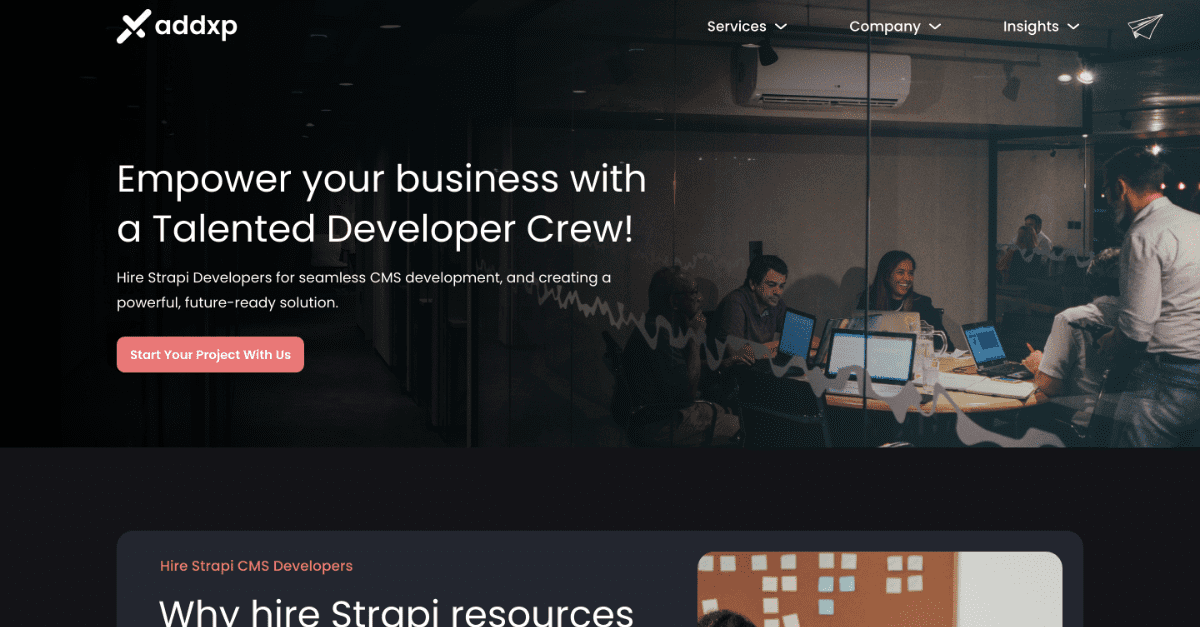 addxp
Services
Company
Insights
Empower your business with
a Talented Developer Crew!
Hire Strapi Developers for seamless CMS development, and creating a
powerful, future-ready solution.
Start Your Project With Us
Hire Strapi CMS Developers
Why hire Strapi resources